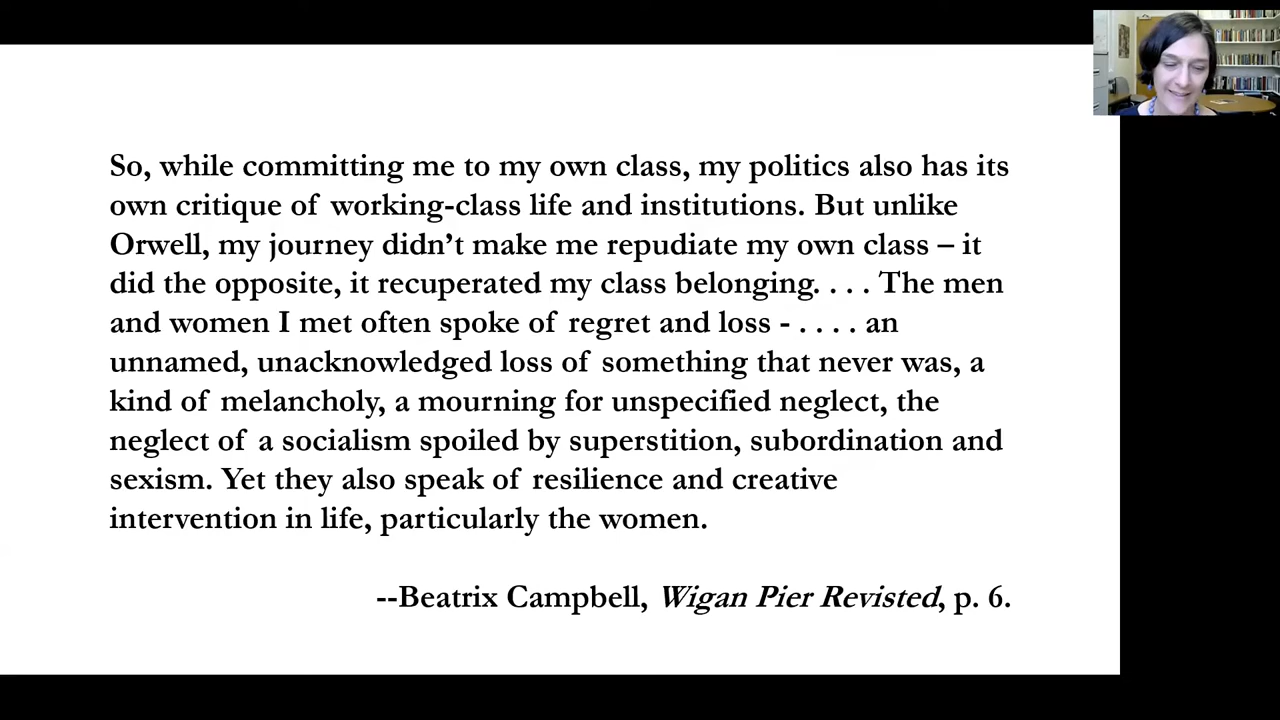 So, while committing me to my own class, my politics also has its
own critique of working-class life and institutions. But unlike
Orwell, my journey didn’t make me repudiate my own class – it
did the opposite, it recuperated my class belonging. . . . The men
and women I met often spoke of regret and loss - . . . . an
unnamed, unacknowledged loss of something that never was, a
kind of melancholy, a mourning for unspecified neglect, the
neglect of a socialism spoiled by superstition, subordination and
sexism. Yet they also speak of resilience and creative
intervention in life, particularly the women.
--Beatrix Campbell, Wigan Pier Revisted, p. 6.